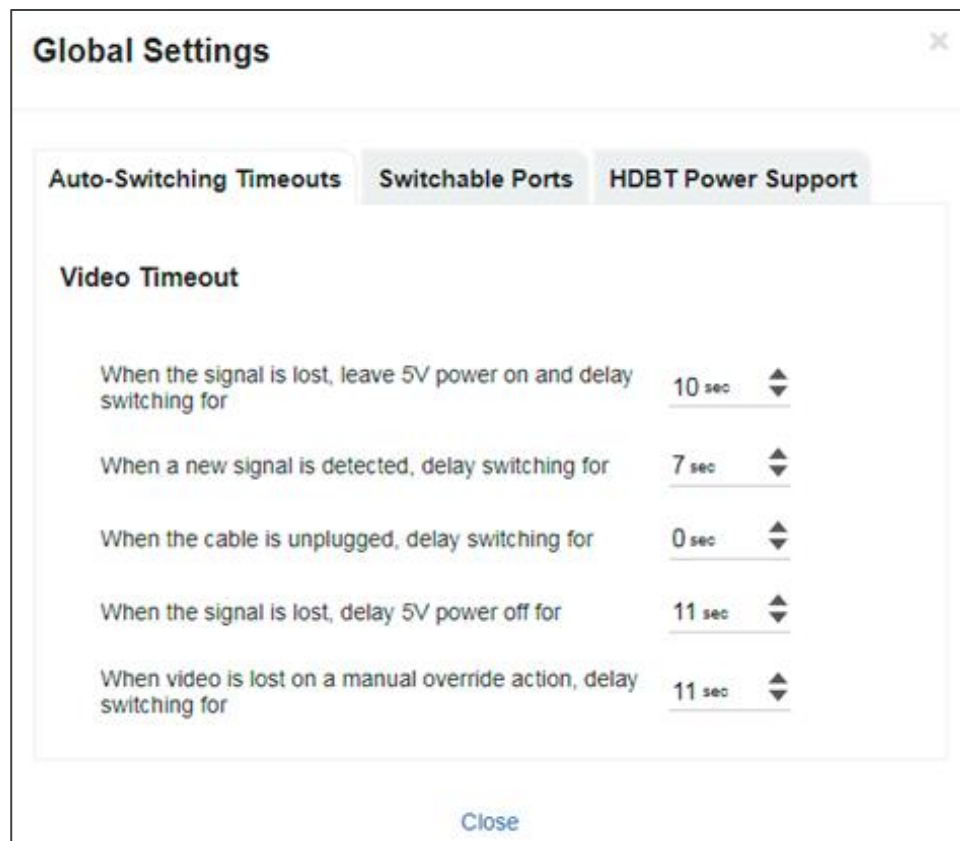 Global Settings
Auto-Switching Timeouts Switchable Ports HDBT Power Support
Video Timeout
When the signal is lost, leave 5V power on and delay
switching for
10 sec
When a new signal is detected, delay switching for
7 sec
When the cable is unplugged, delay switching for
0 sec
When the signal is lost, delay 5V power off for
11 sec
When video is lost on a manual override action, delay
switching for
11 sec
Close